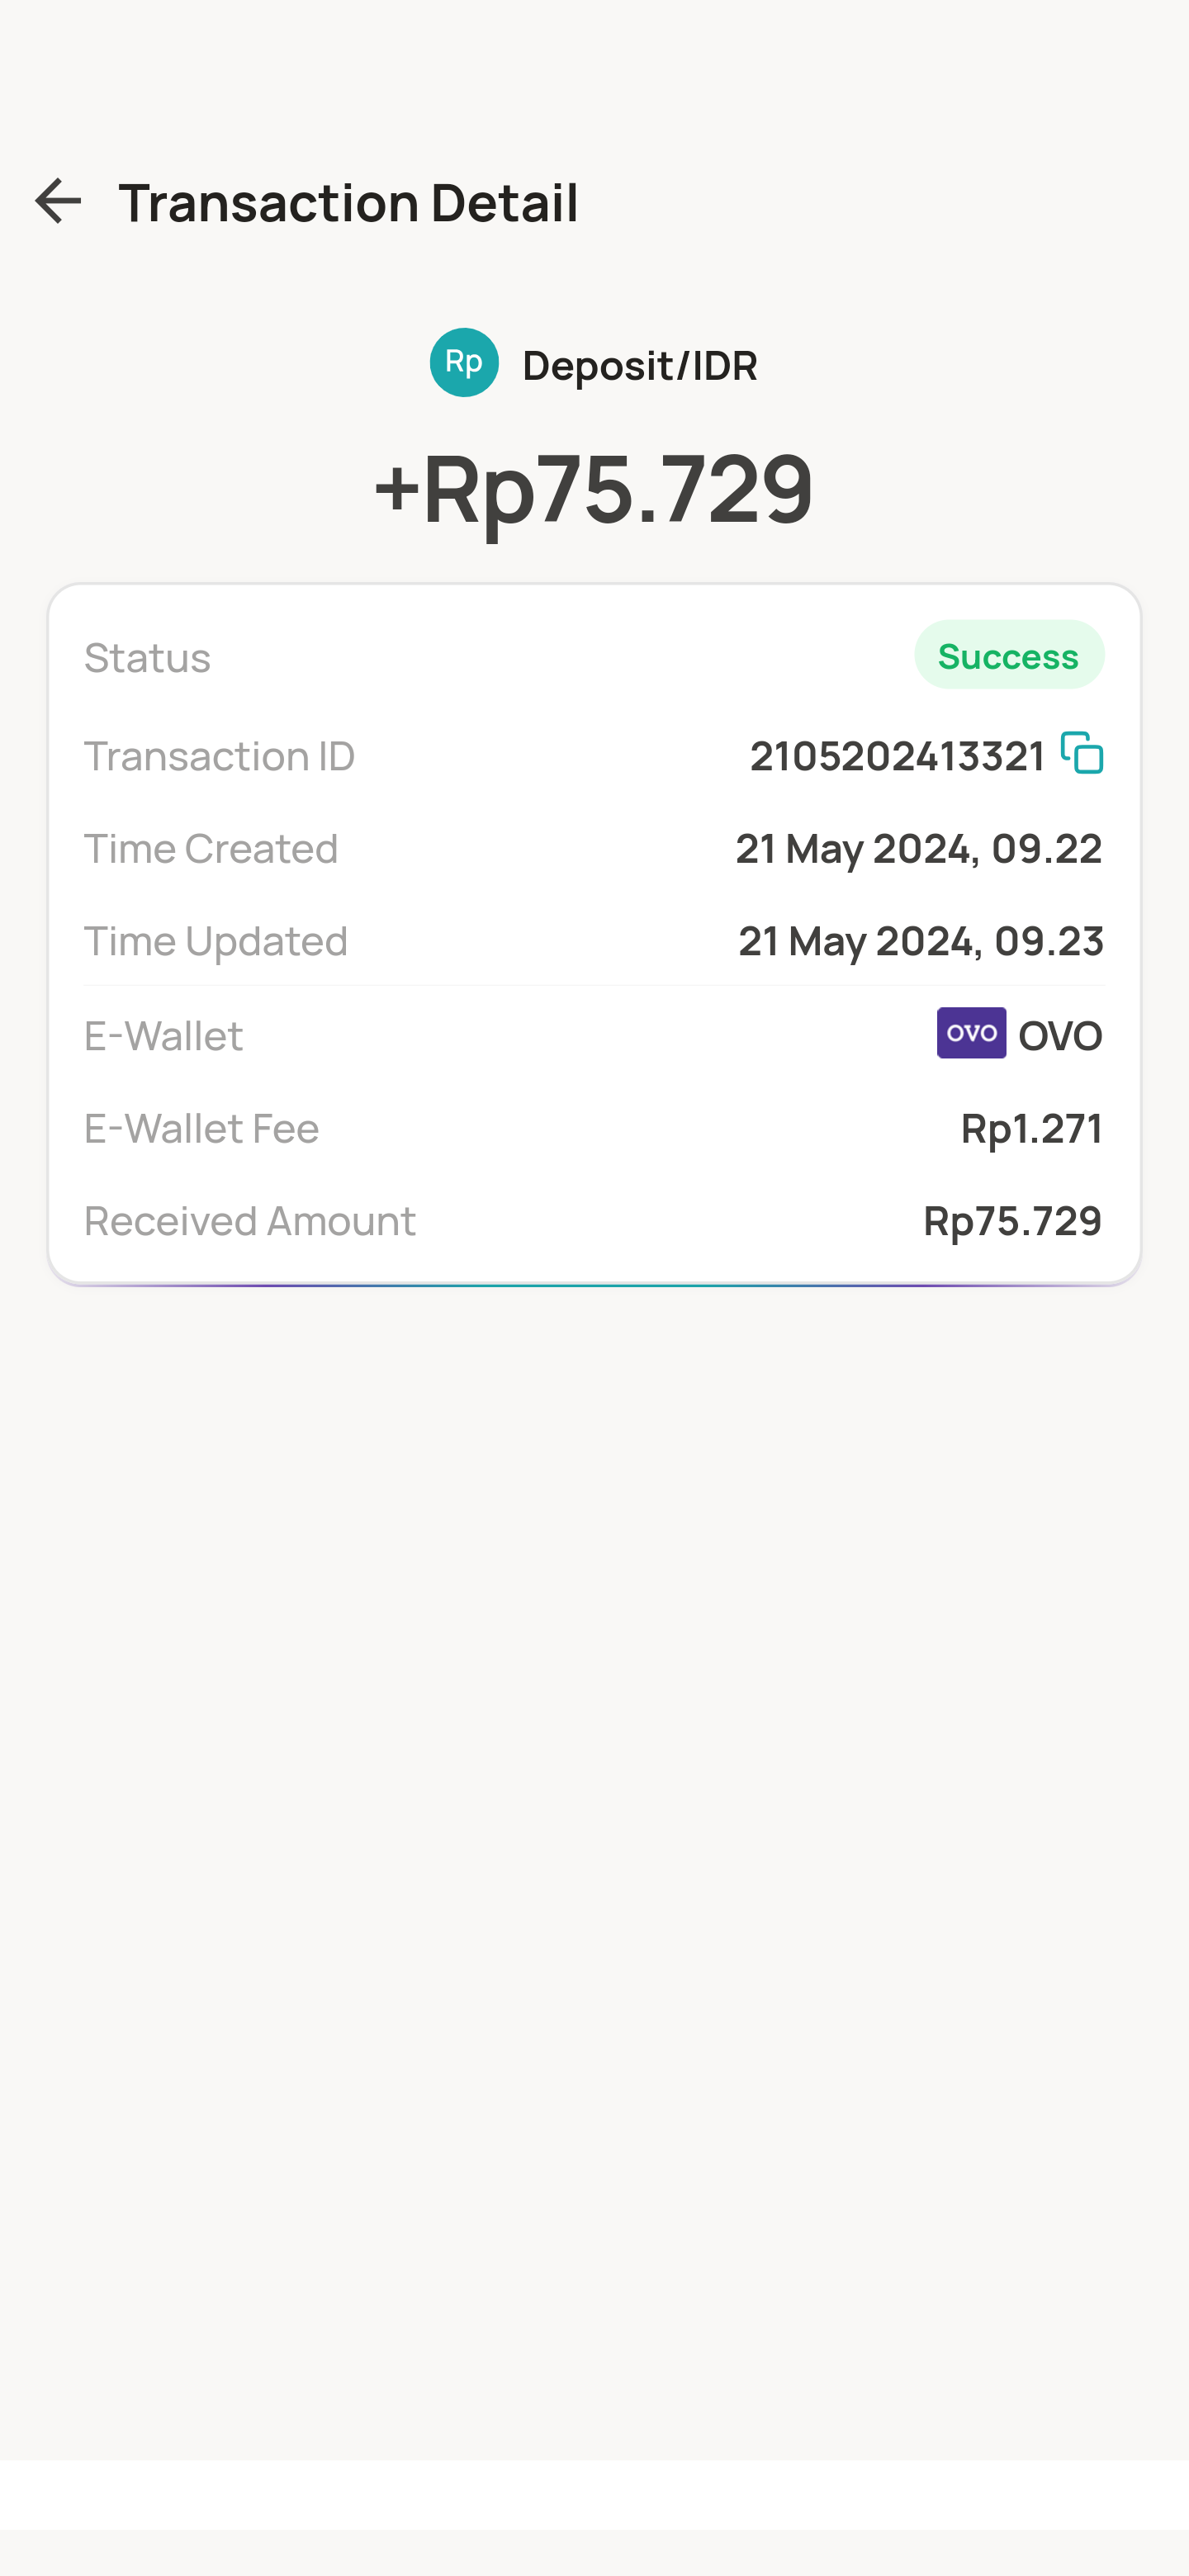 Transaction Detail
Rp Deposit/IDR
+Rp75.729
Status Success
Transaction ID 2105202413321
Time Created 21 May 2024, 09.22
Time Updated 21 May 2024, 09.23
E-Wallet OVO OVO
E-Wallet Fee Rp1.271
Received Amount Rp75.729